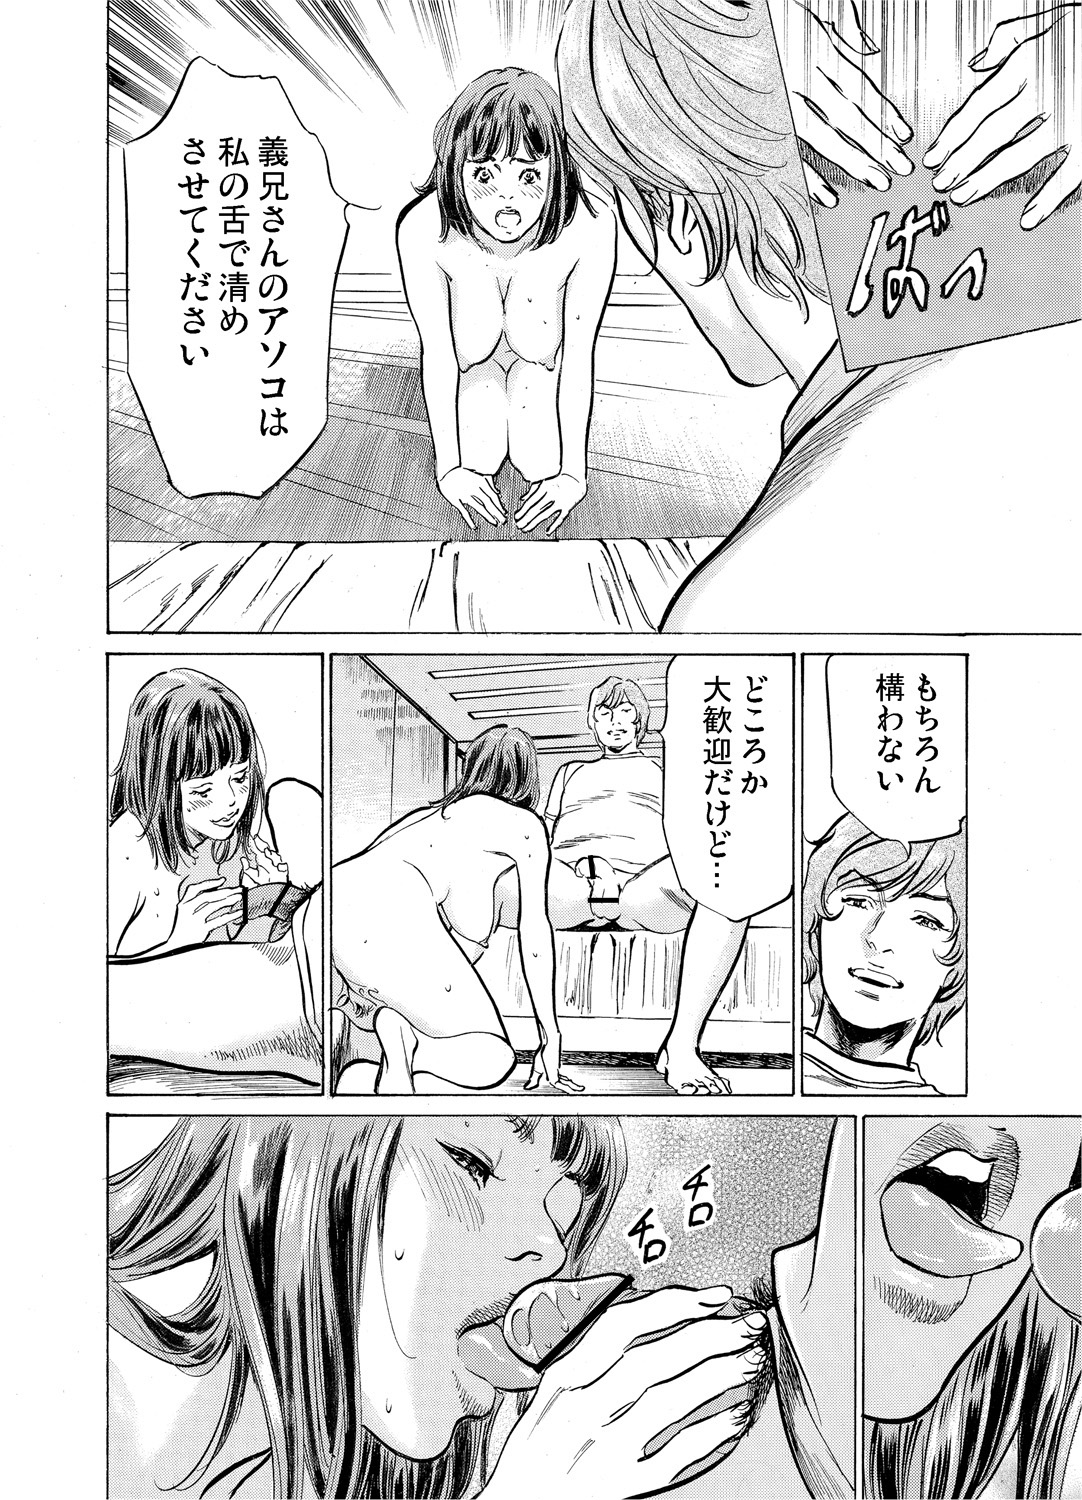 ばっ
義兄さんのアソコは
私の舌で清め
させてください
もちろん
構わない
どころか
大歓迎だけど…
チロ
チロ